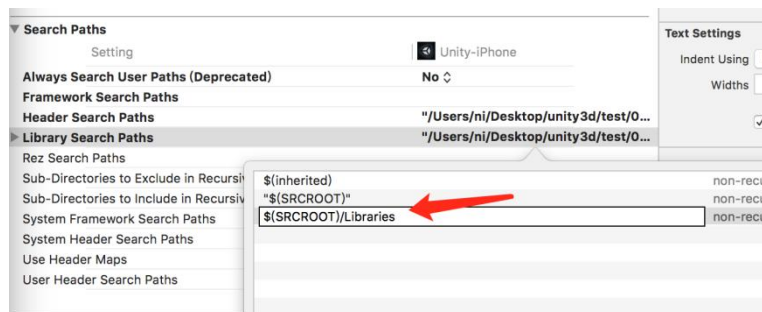 Search Paths
Text Settings
Setting
Unity-iPhone
Indent Using
Always Search User Paths (Deprecated)
No
Widths
Framework Search Paths
Header Search Paths
"/Users/ni/Desktop/unity3d/test/0...
Library Search Paths
"/Users/ni/Desktop/unity3d/test/0...
Rez Search Paths
Sub-Directories to Exclude in Recursiv
$(inherited)
non-recu
Sub-Directories to Include in Recursiv
"$(SRCROOT)"
non-recu
System Framework Search Paths
$(SRCROOT)/Libraries
non-recu
System Header Search Paths
Use Header Maps
User Header Search Paths